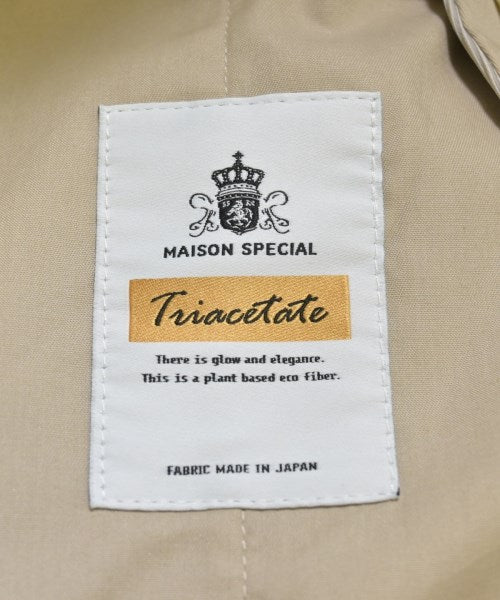 MAISON SPECIAL
Triacetate
There is glow and elegance.
This is a plant based eco fiber.
FABRIC MADE IN JAPAN